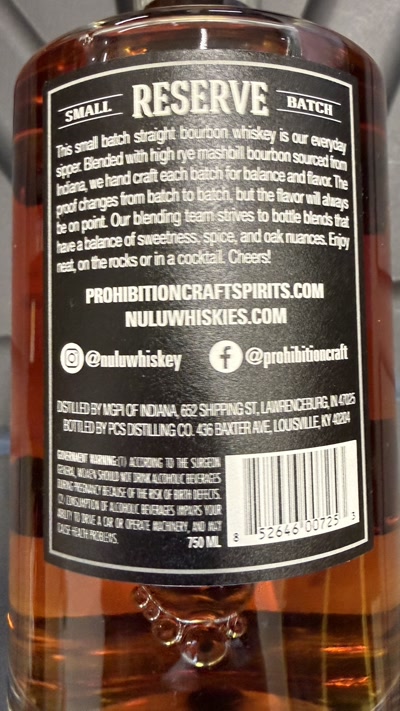 SMALL RESERVE BATCH
This small batch straight bourbon whiskey is our everyday
sipper. Blended with high rye mashbill bourbon sourced from
Indiana, we hand craft each batch for balance and flavor. The
proof changes from batch to batch, but the flavor will always
be on point. Our blending team strives to bottle blends that
have a balance of sweetness, spice, and oak nuances. Enjoy
neat, on the rocks or in a cocktail. Cheers!
PROHIBITIONCRAFTSPIRITS.COM
NULUWHISKIES.COM
@nuluwhiskey f @prohibitioncraft
DISTILLED BY MGPI OF INDIANA, 652 SHIPPING ST, LAWRENCEBURG, IN 47025
BOTTLED BY PCS DISTILLING CO. 436 BAXTER AVE, LOUISVILLE, KY 40204
GOVERNMENT WARNING:(1) ACCORDING TO THE SURGEON
GENERAL, WOMEN SHOULD NOT DRINK ALCOHOLIC BEVERAGES
DURING PREGNANCY BECAUSE OF THE RISK OF BIRTH DEFECTS.
(2) CONSUMPTION OF ALCOHOLIC BEVERAGES IMPAIRS YOUR
ABILITY TO DRIVE A CAR OR OPERATE MACHINERY, AND MAY
CAUSE HEALTH PROBLEMS.
750 ML
8 52646 00725 3